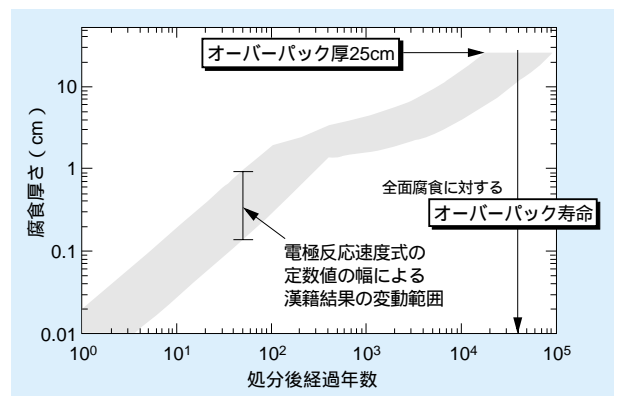 オーバーパック厚25cm
10
1
0.1
0.01
腐食厚さ(cm)
全面腐食に対する
オーバーパック寿命
電極反応速度式の
定数値の幅による
漢籍結果の変動範囲
10⁰ 10¹ 10² 10³ 10⁴ 10⁵
処分後経過年数